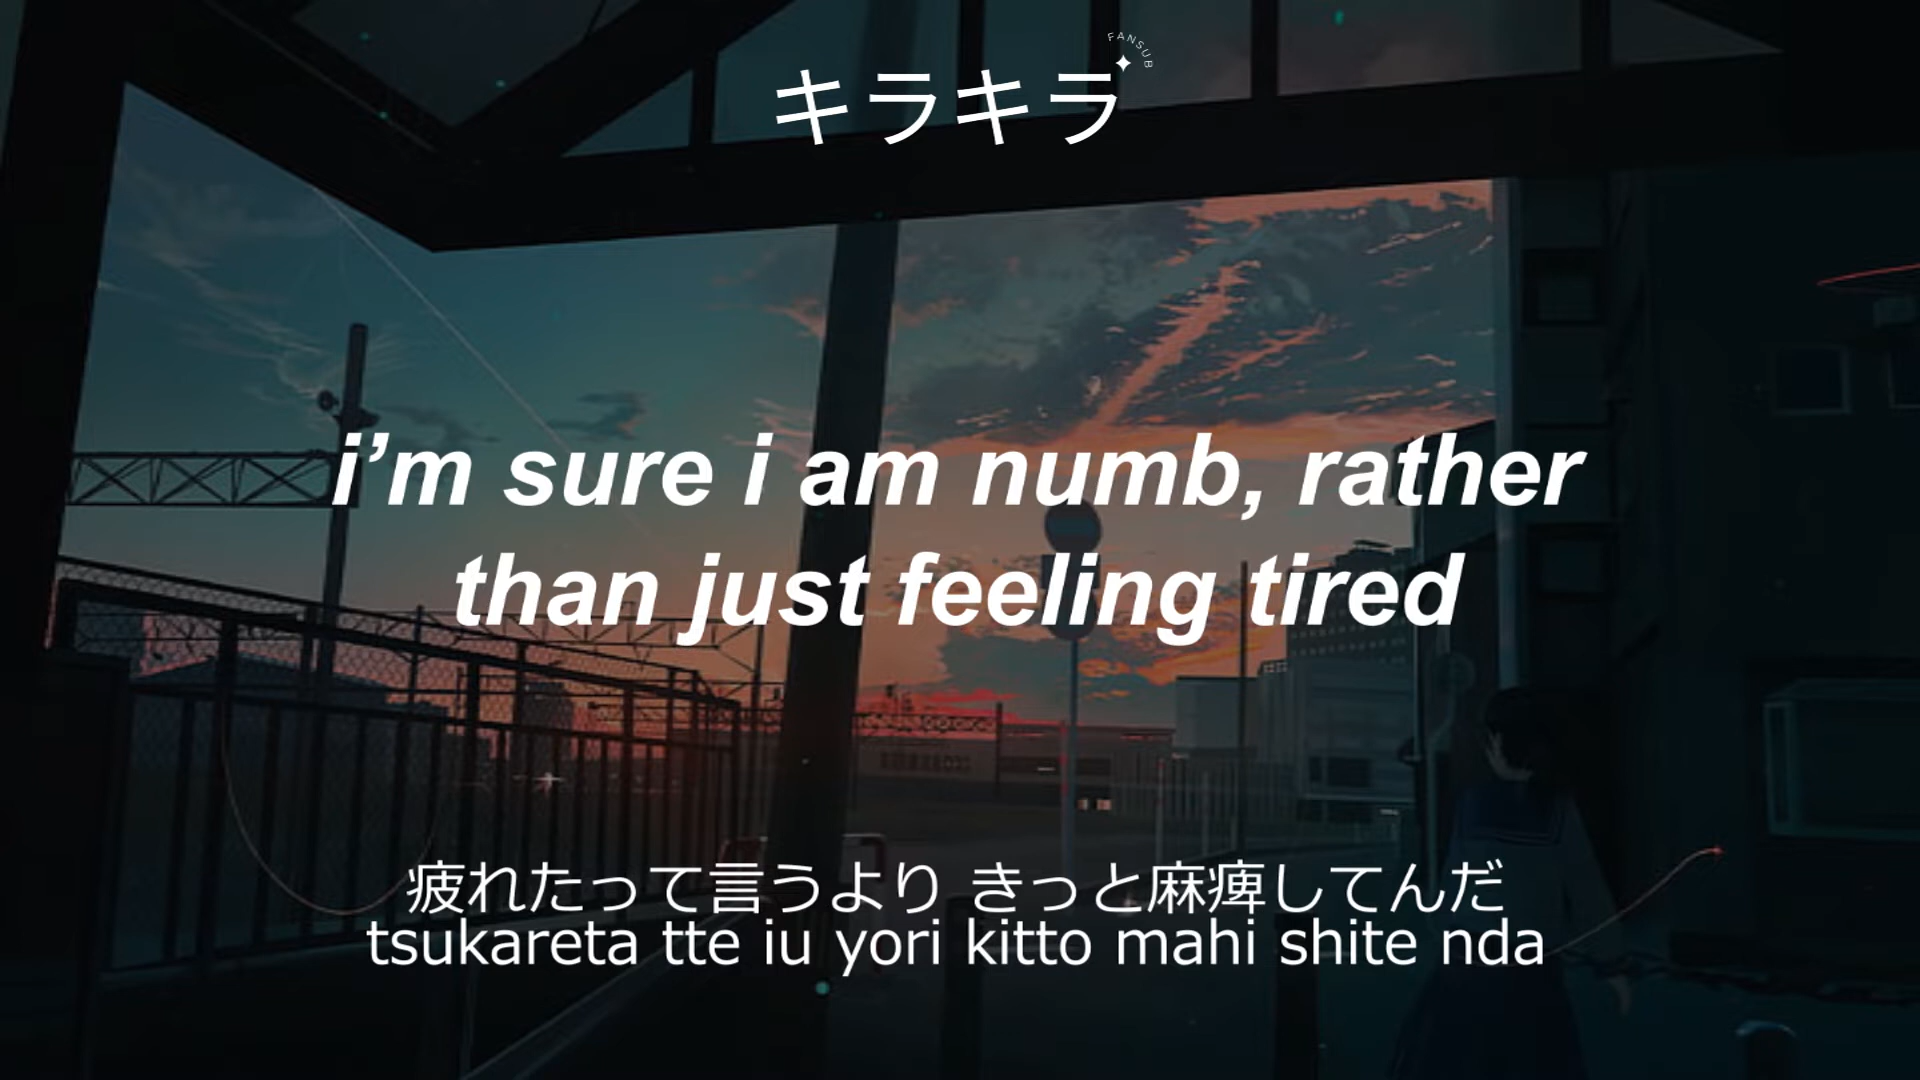 FANSUB
キラキラ
i’m sure i am numb, rather
than just feeling tired
疲れたって言うより きっと麻痺してんだ
tsukareta tte iu yori kitto mahi shite nda